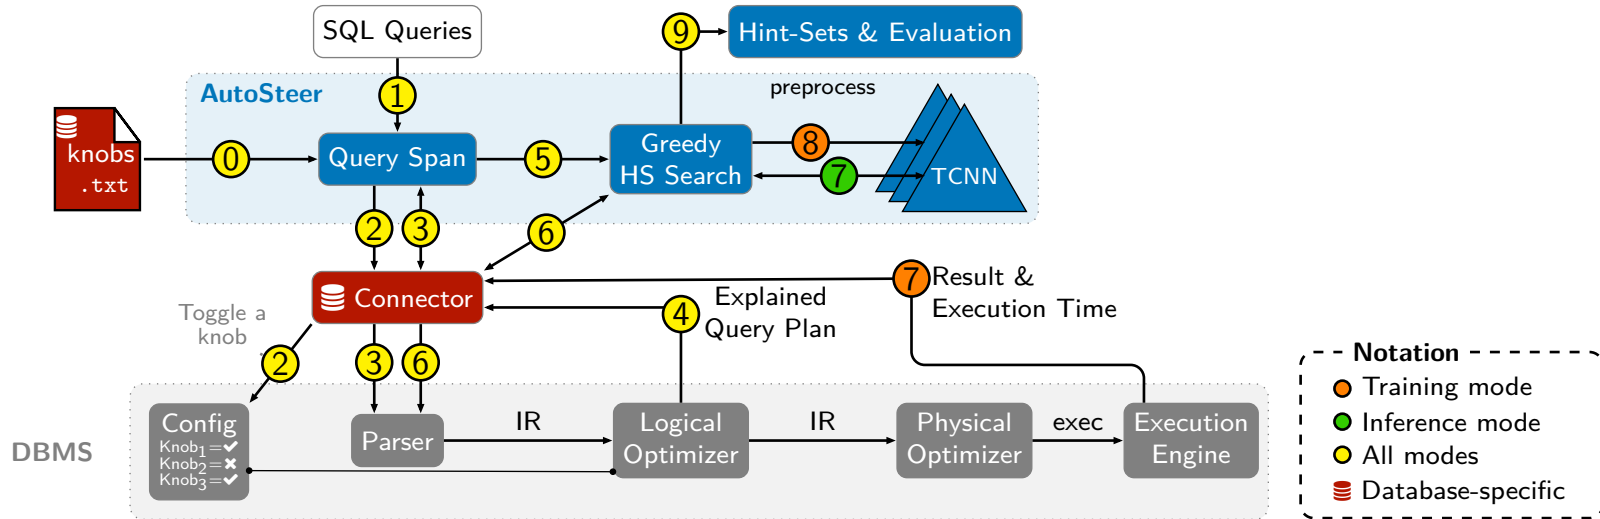 SQL Queries
9
Hint-Sets & Evaluation
AutoSteer
1
preprocess
knobs
.txt
0
Query Span
5
Greedy
HS Search
8
7
TCNN
2
3
6
Connector
7
Result &
Execution Time
Toggle a
knob
4
Explained
Query Plan
2
3
6
Notation
Training mode
Inference mode
All modes
Database-specific
DBMS
Config
Knob1=✔
Knob2=✖
Knob3=✔
Parser
IR
Logical
Optimizer
IR
Physical
Optimizer
exec
Execution
Engine